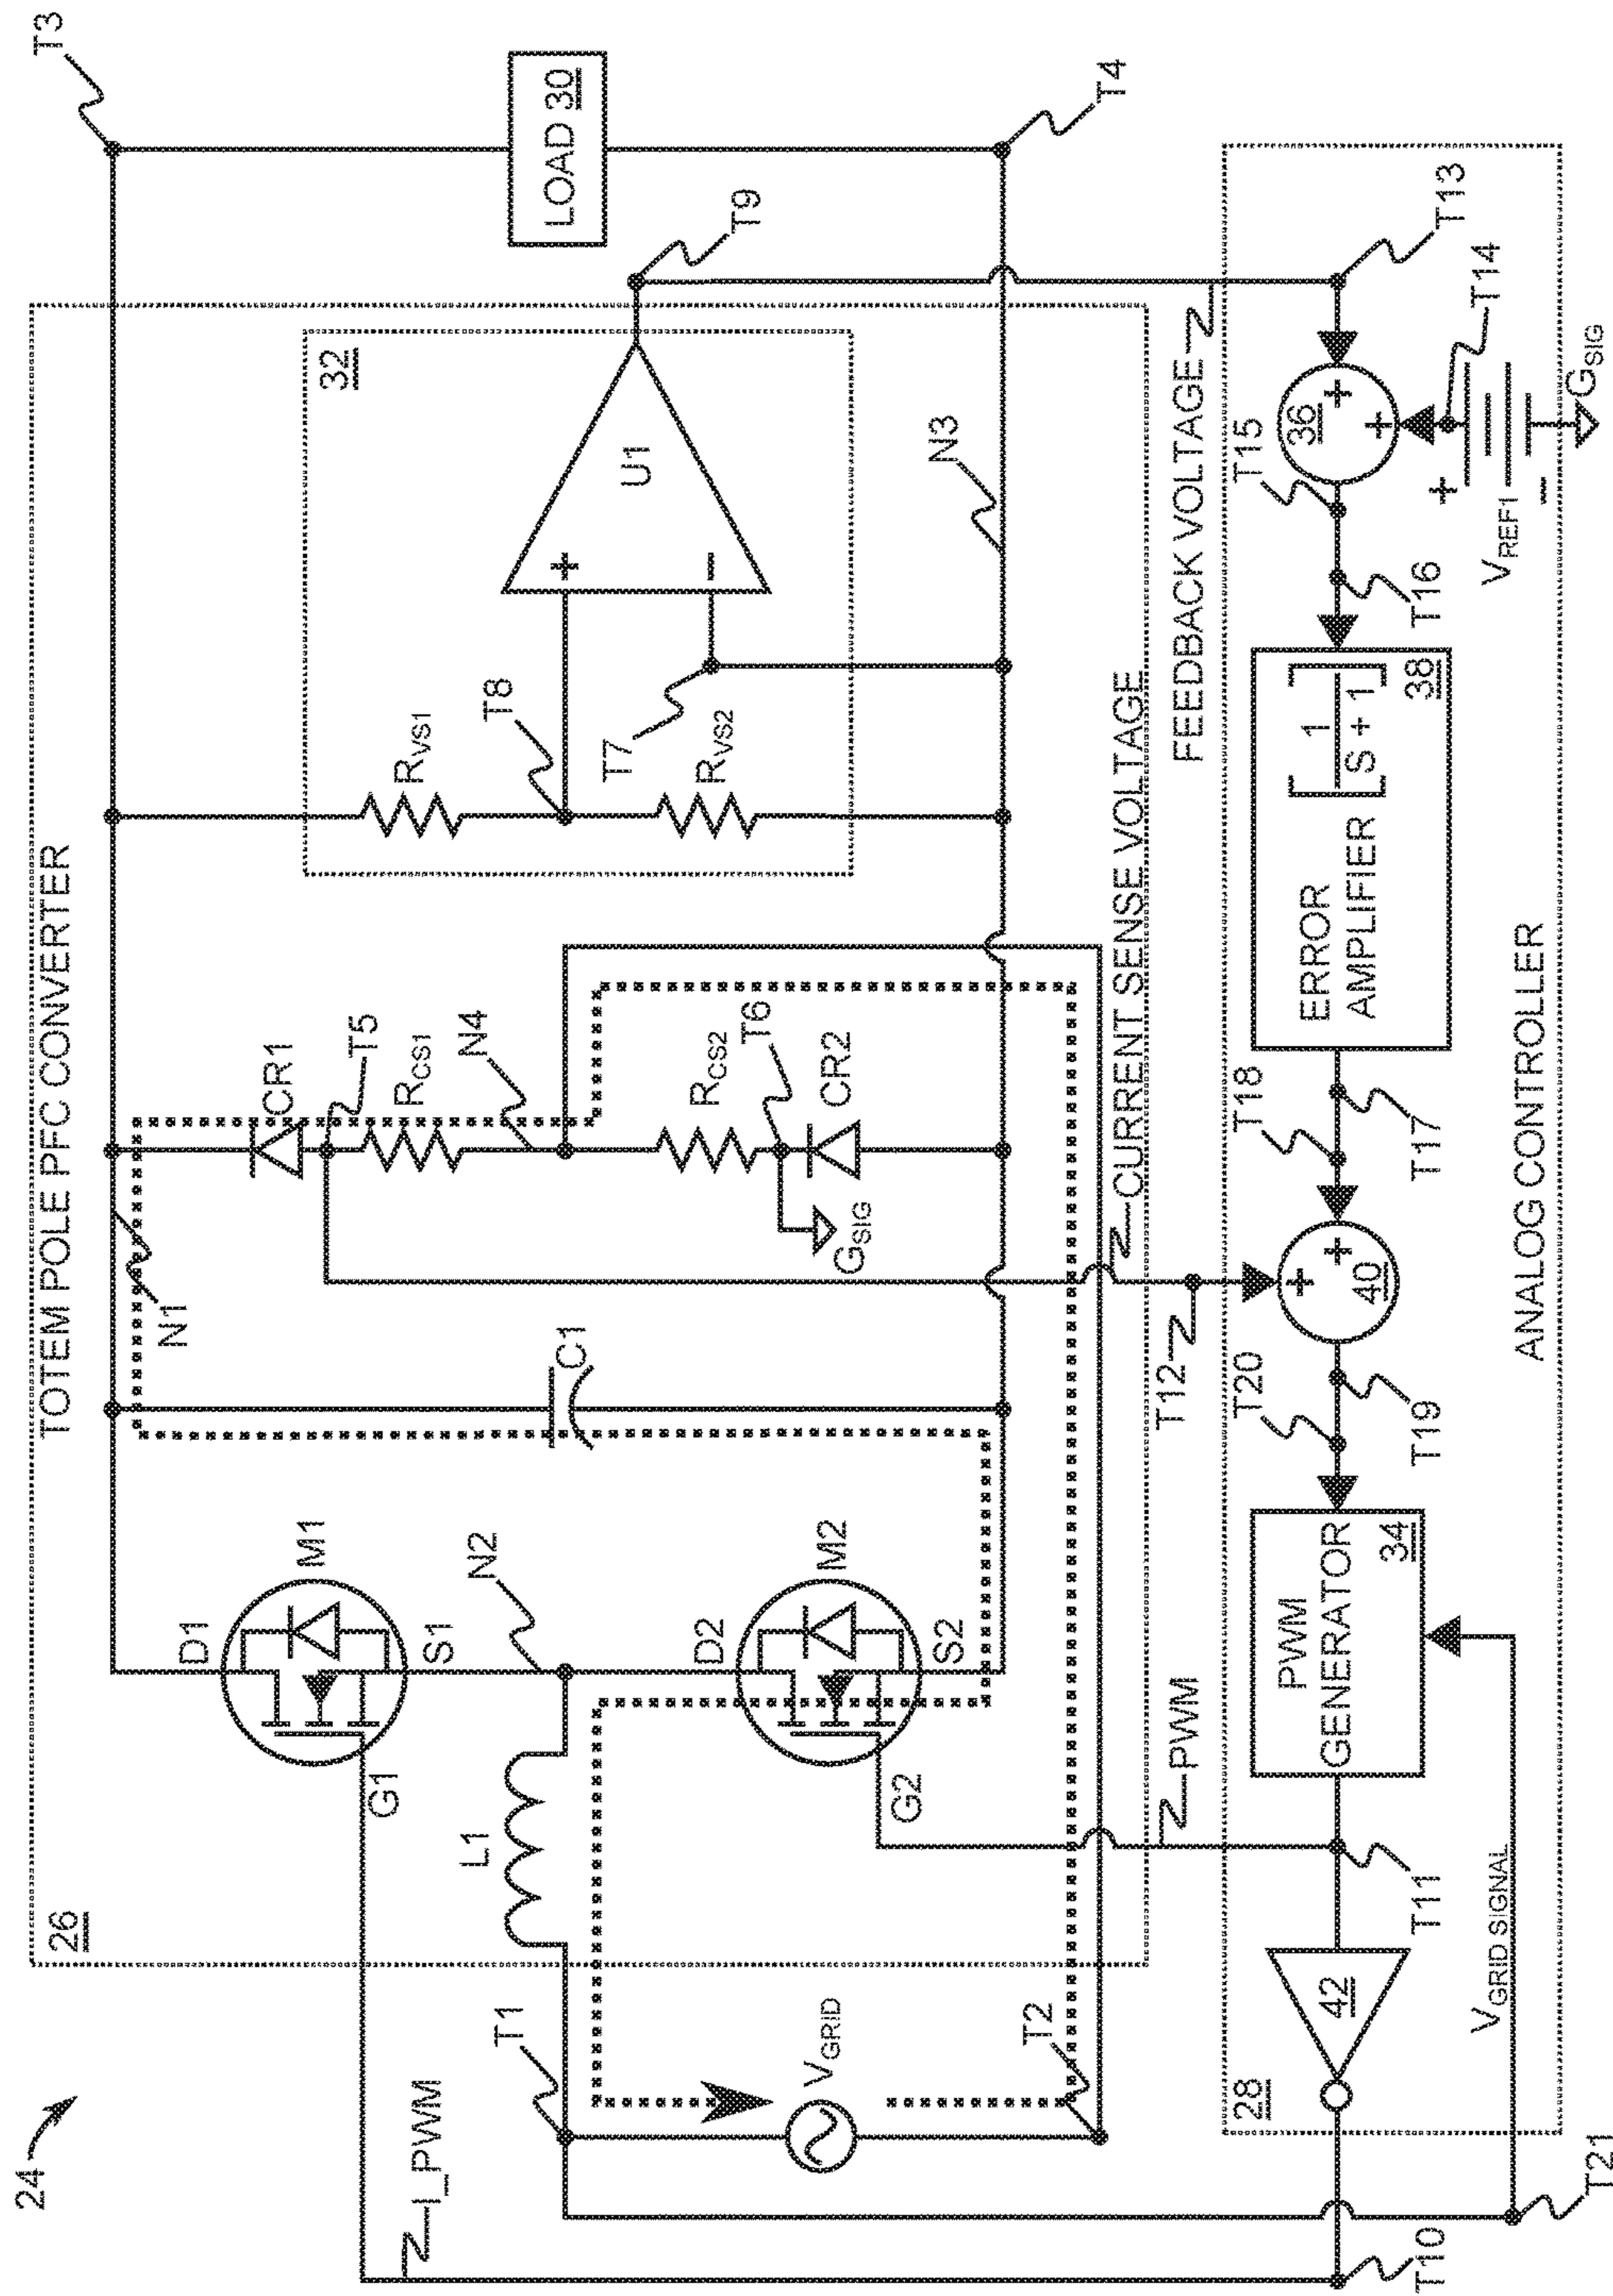 24
T3
TOTEM POLE PFC CONVERTER
26
N1
D1
M1
S1
G1
I_PWM
C1
CR1
T5
RCS1
N4
RCS2
T6
CR2
GSIG
32
RVS1
T8
T7
RVS2
U1
+
−
T9
LOAD 30
T4
N3
N2
L1
D2
M2
S2
G2
T1
VGRID
T2
PWM
CURRENT SENSE VOLTAGE
FEEDBACK VOLTAGE
T12
28
42
T11
PWM
GENERATOR
34
T20
T19
+
+
40
T18
T17
ERROR
AMPLIFIER
[1
S + 1]
38
T16
T15
36
+
+
T13
T14
+
−
VREF1
GSIG
VGRID SIGNAL
ANALOG CONTROLLER
T10
T21